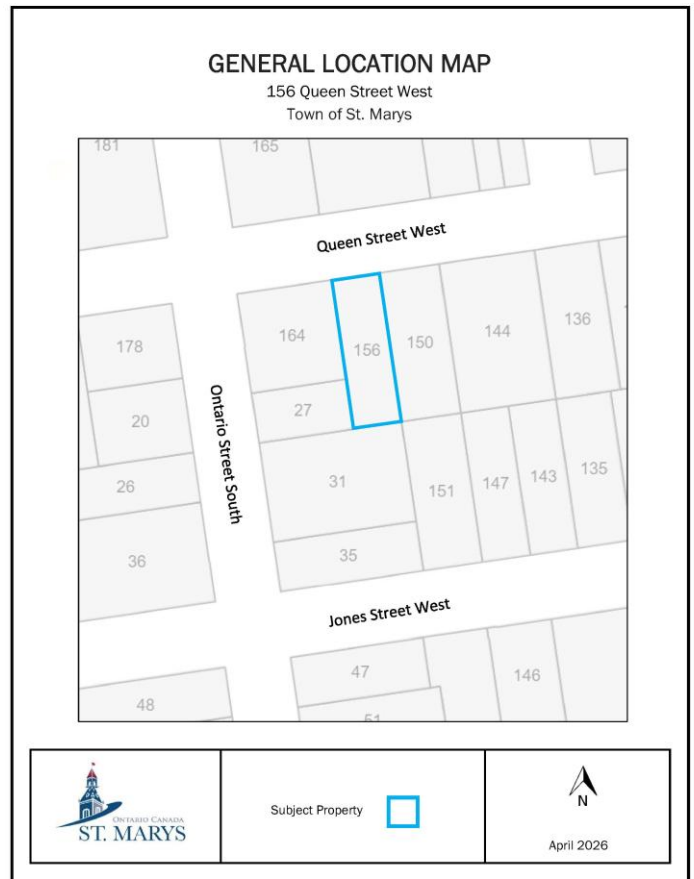 GENERAL LOCATION MAP
156 Queen Street West
Town of St. Marys
181
165
Queen Street West
164
156
150
144
136
178
27
20
Ontario Street South
31
151
147
143
135
26
36
35
Jones Street West
47
146
48
51
ONTARIO CANADA
ST. MARYS
Subject Property
N
April 2026